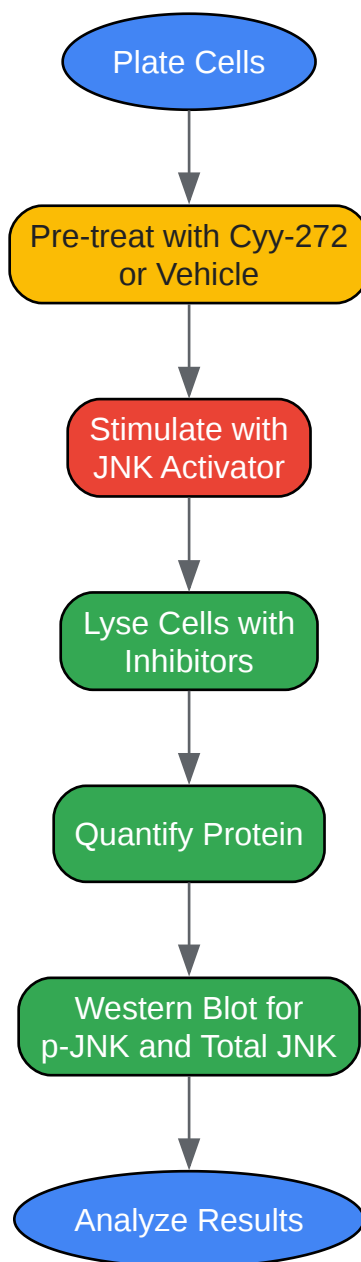 Plate Cells
Pre-treat with Cyy-272
or Vehicle
Stimulate with
JNK Activator
Lyse Cells with
Inhibitors
Quantify Protein
Western Blot for
p-JNK and Total JNK
Analyze Results